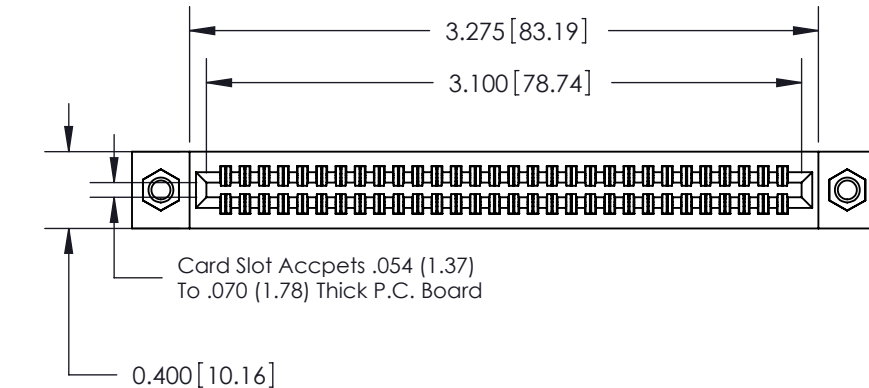 3.275[83.19]
3.100[78.74]
Card Slot Accpets .054 (1.37)
To .070 (1.78) Thick P.C. Board
0.400[10.16]